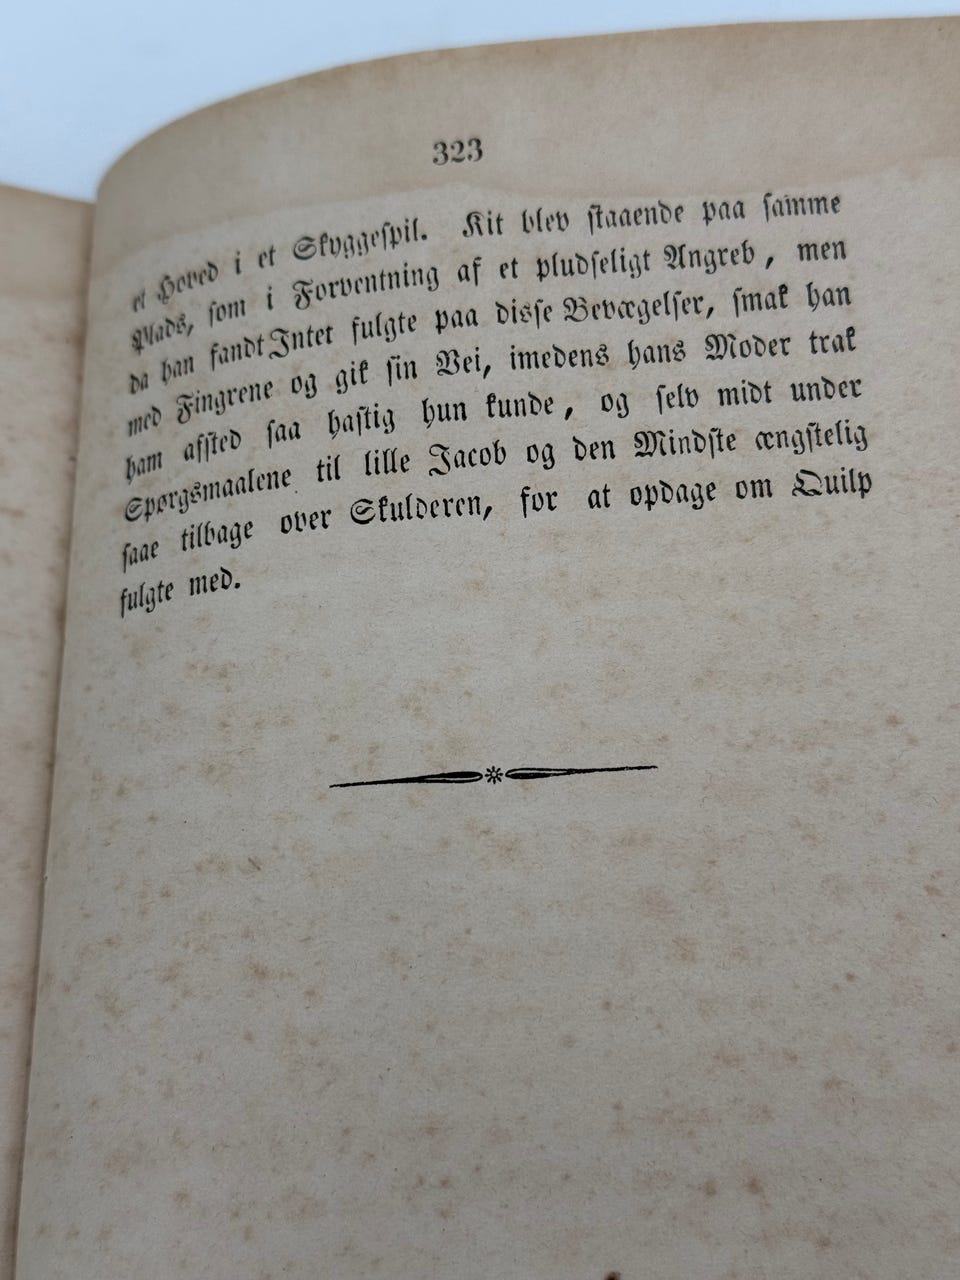 323
et Hoved i et Skyggespil. Kit blev staaende paa samme
Plads, som i Forventning af et pludseligt Angreb, men
da han fandt Intet fulgte paa disse Bevægelser, smak han
med Fingrene og gik sin Vei, imedens hans Moder trak
ham afsted saa hastig hun kunde, og selv midt under
Spørgsmaalene til lille Jacob og den Mindste ængstelig
saae tilbage over Skulderen, for at opdage om Quilp
fulgte med.